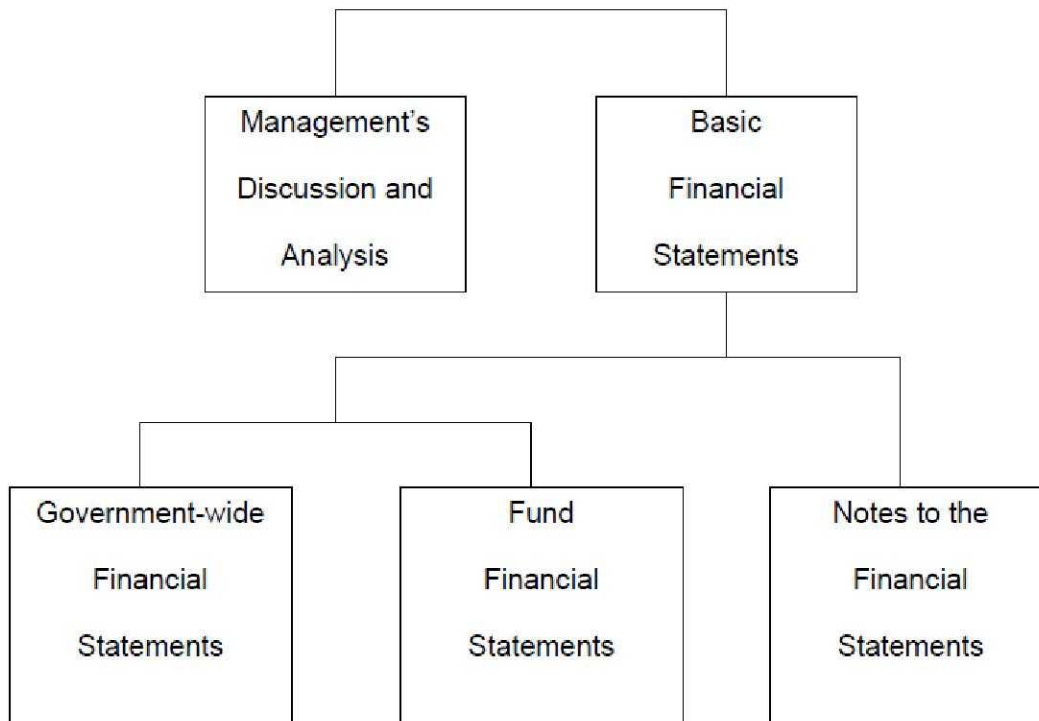 Management's
Discussion and
Analysis
Basic
Financial
Statements
Government-wide
Financial
Statements
Fund
Financial
Statements
Notes to the
Financial
Statements